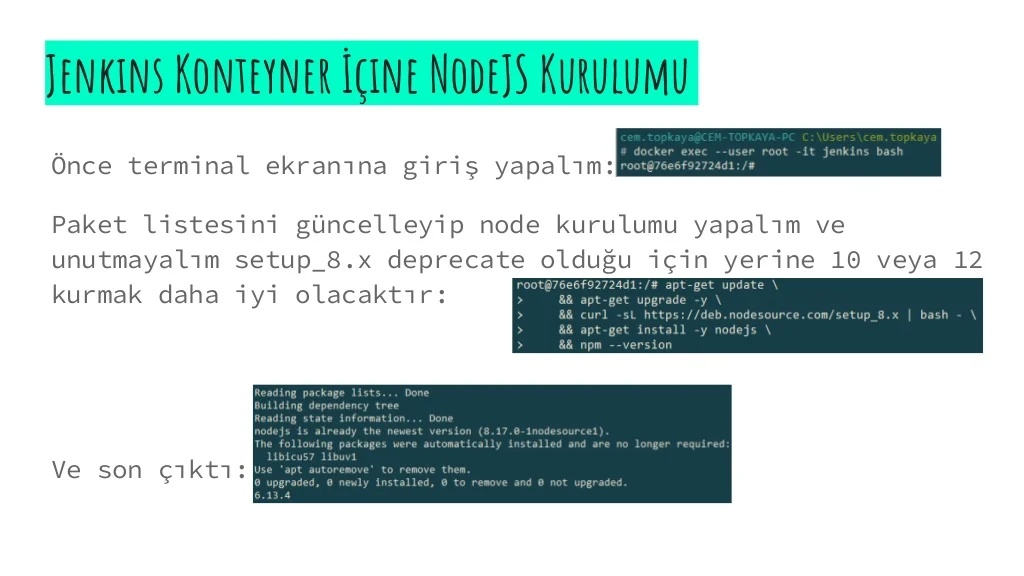 Jenkins Konteyner İçine NodeJS Kurulumu
Önce terminal ekranına giriş yapalım:
cem.topkaya@CEM-TOPKAYA-PC C:\Users\cem.topkaya
# docker exec --user root -it jenkins bash
root@76e6f92724d1:/#
Paket listesini güncelleyip node kurulumu yapalım ve
unutmayalım setup_8.x deprecate olduğu için yerine 10 veya 12
kurmak daha iyi olacaktır:
root@76e6f92724d1:/# apt-get update \
> && apt-get upgrade -y \
> && curl -sL https://deb.nodesource.com/setup_8.x | bash - \
> && apt-get install -y nodejs \
> && npm --version
Ve son çıktı:
Reading package lists... Done
Building dependency tree
Reading state information... Done
nodejs is already the newest version (8.17.0-1nodesource1).
The following packages were automatically installed and are no longer required:
libicu57 libuv1
Use 'apt autoremove' to remove them.
0 upgraded, 0 newly installed, 0 to remove and 0 not upgraded.
6.13.4